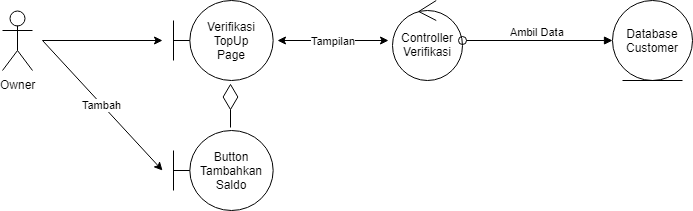 Owner
Verifikasi
TopUp
Page
Tampilan
Controller
Verifikasi
Ambil Data
Database
Customer
Tambah
Button
Tambahkan
Saldo